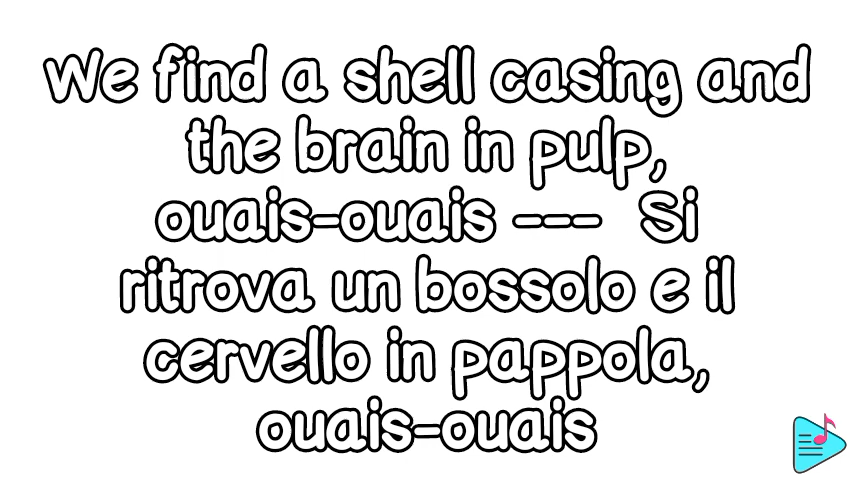 We find a shell casing and
the brain in pulp,
ouais-ouais --- Si
ritrova un bossolo e il
cervello in pappola,
ouais-ouais